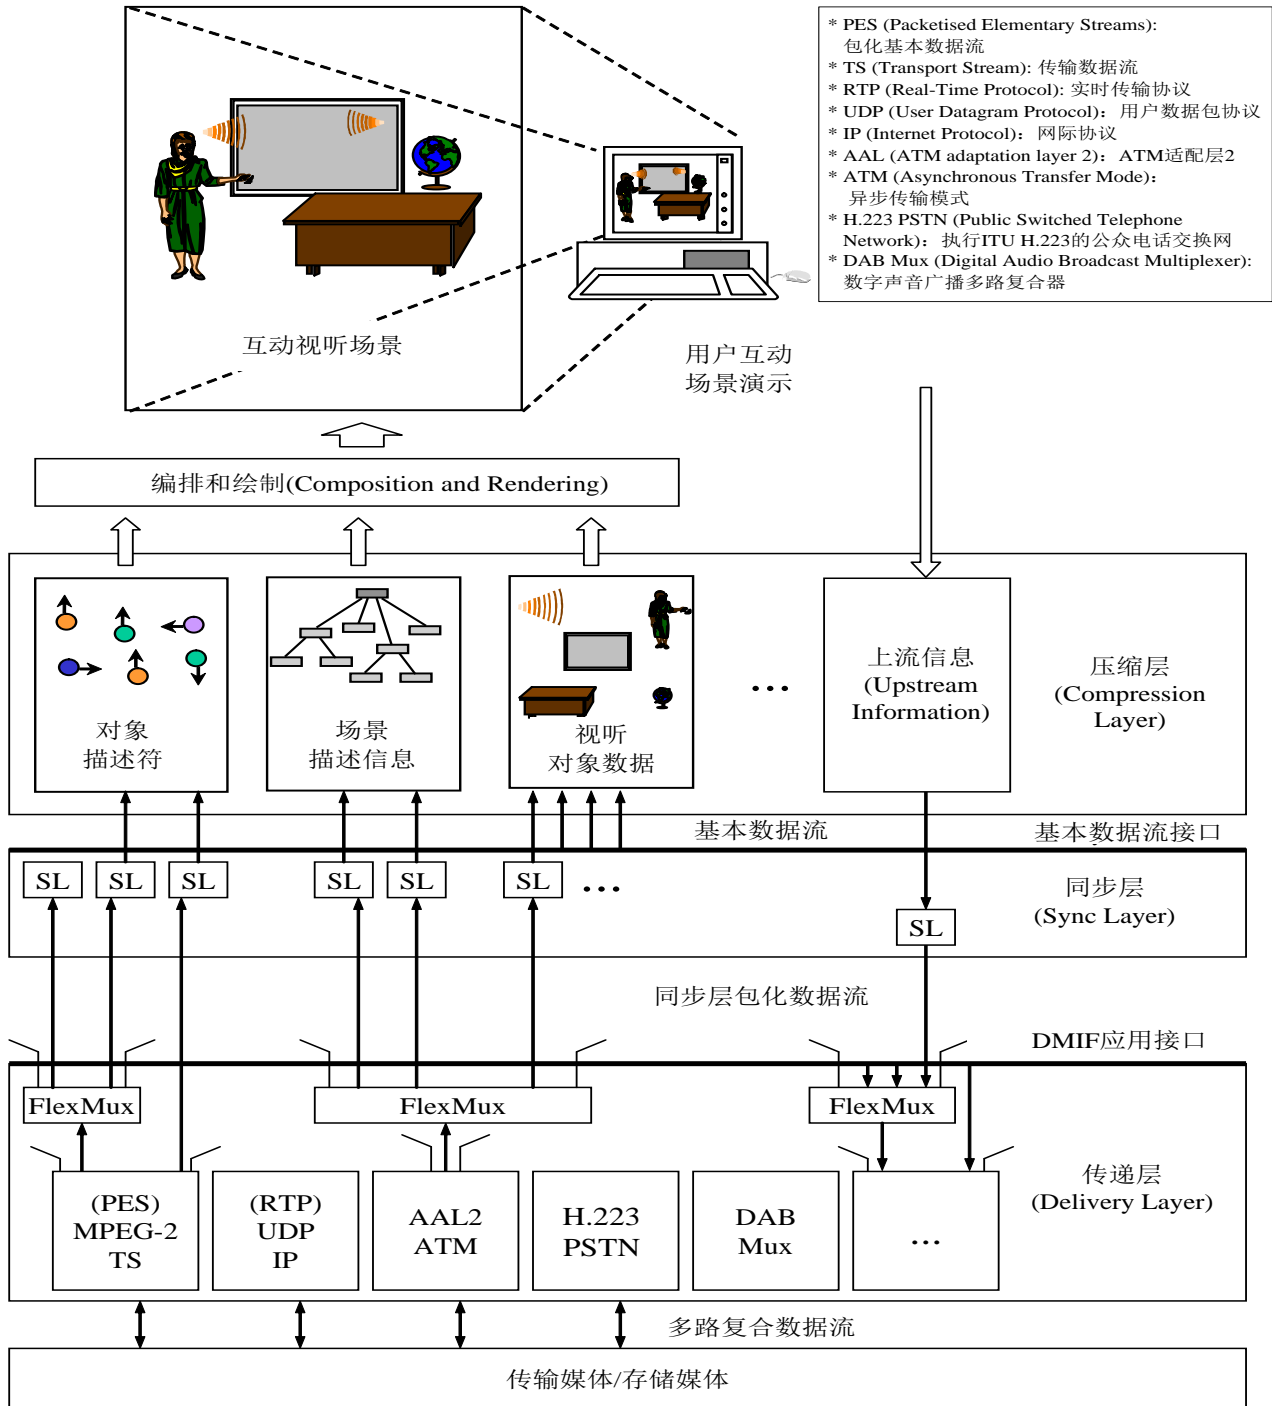 * PES (Packetised Elementary Streams):
包化基本数据流
* TS (Transport Stream): 传输数据流
* RTP (Real-Time Protocol): 实时传输协议
* UDP (User Datagram Protocol)：用户数据包协议
* IP (Internet Protocol)：网际协议
* AAL (ATM adaptation layer 2)：ATM适配层2
* ATM (Asynchronous Transfer Mode)：
异步传输模式
* H.223 PSTN (Public Switched Telephone
Network)：执行ITU H.223的公众电话交换网
* DAB Mux (Digital Audio Broadcast Multiplexer):
数字声音广播多路复合器
互动视听场景
用户互动
场景演示
编排和绘制(Composition and Rendering)
对象
描述符
场景
描述信息
视听
对象数据
...
上流信息
(Upstream
Information)
压缩层
(Compression
Layer)
基本数据流
基本数据流接口
SL
SL
SL
SL
SL
SL
...
SL
同步层
(Sync Layer)
同步层包化数据流
DMIF应用接口
FlexMux
FlexMux
FlexMux
(PES)
MPEG-2
TS
(RTP)
UDP
IP
AAL2
ATM
H.223
PSTN
DAB
Mux
...
传递层
(Delivery Layer)
多路复合数据流
传输媒体/存储媒体